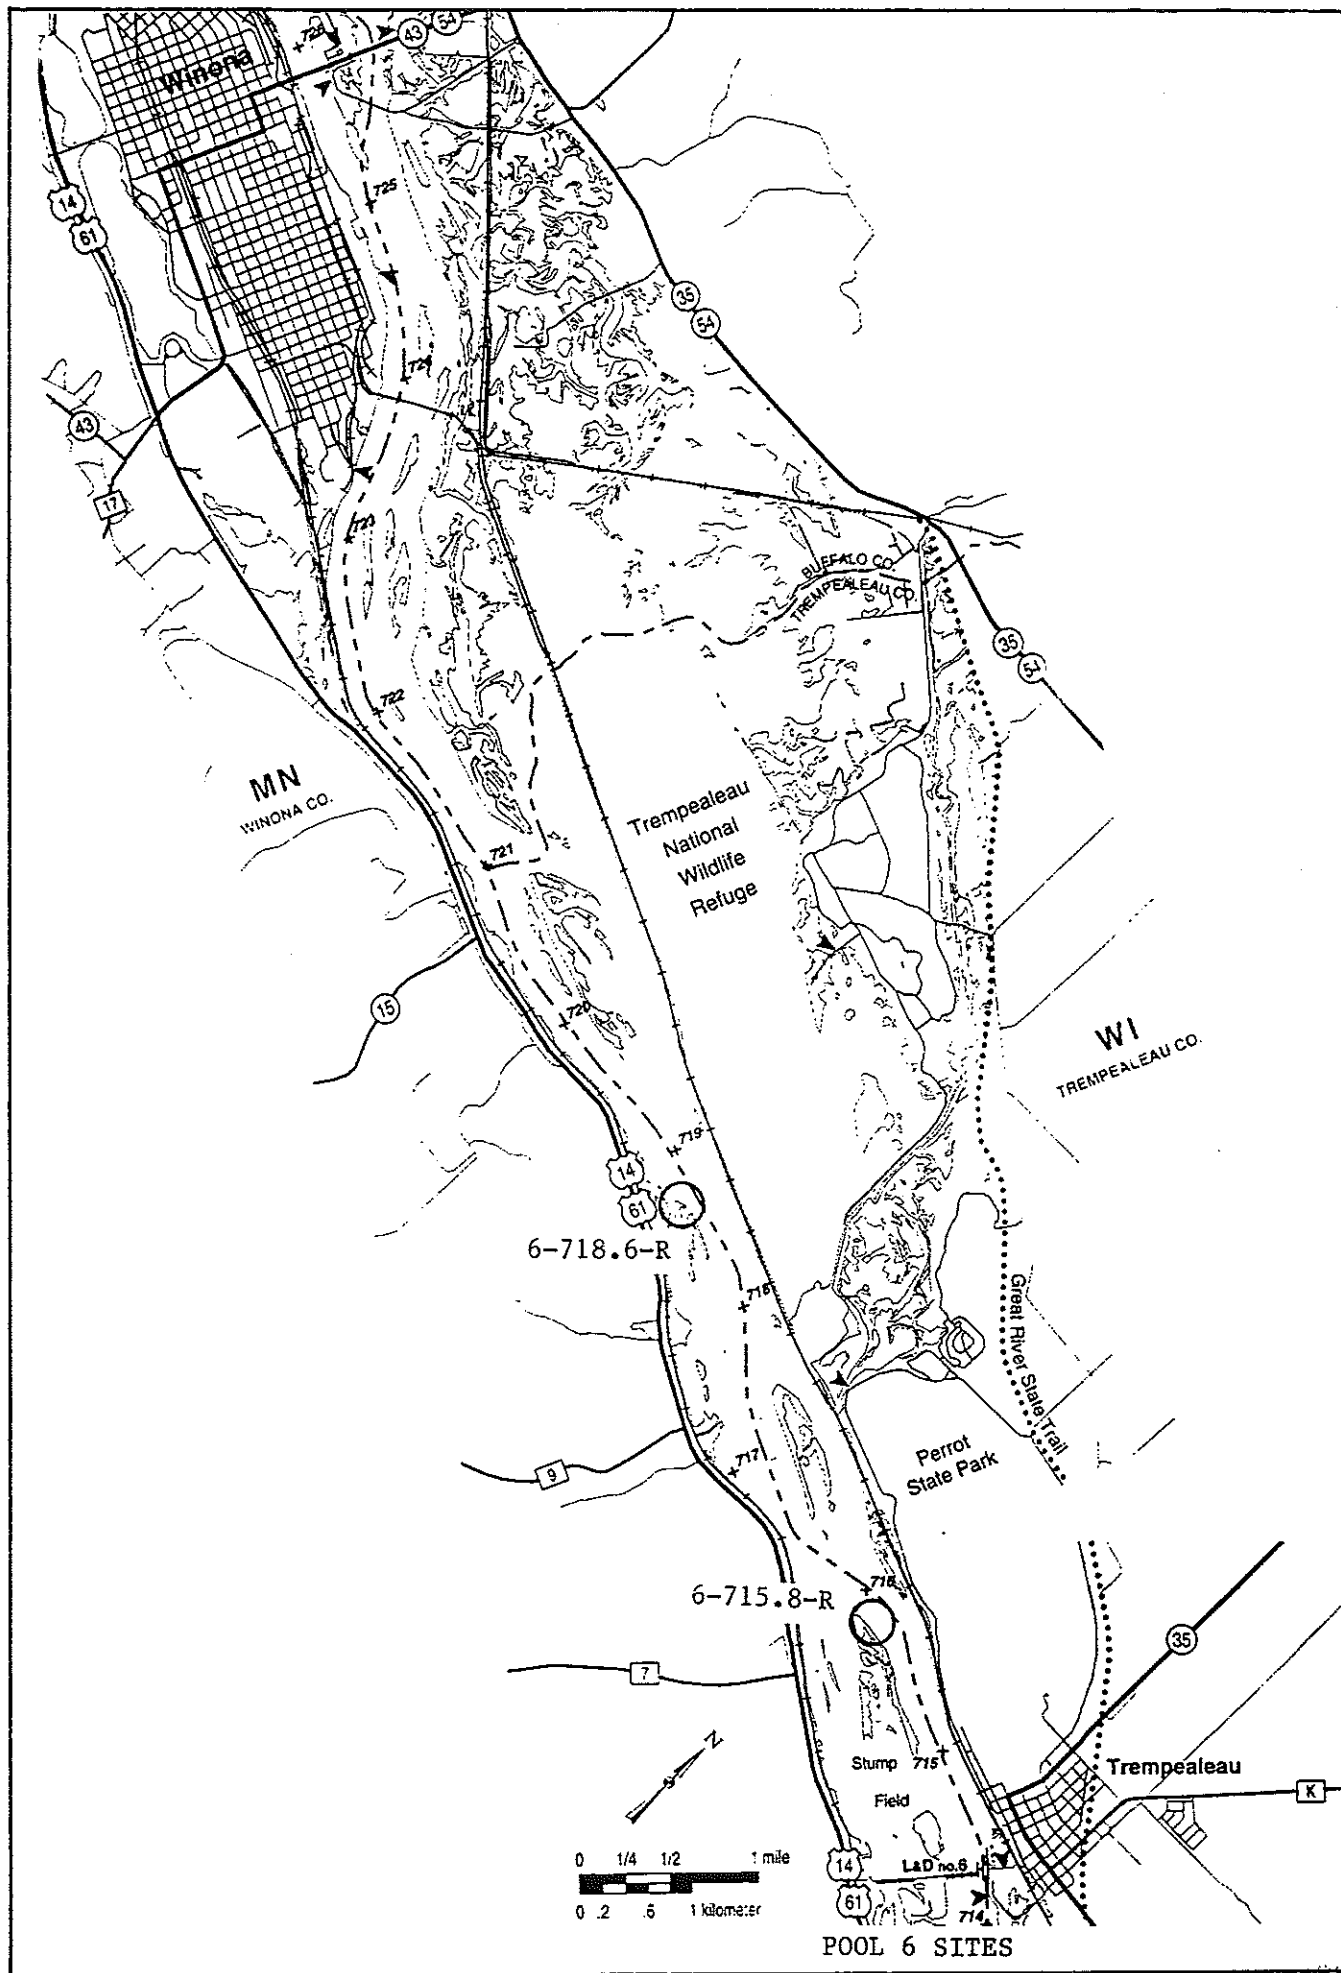 726
43
54
Winona
725
14
61
35
54
724
43
17
723
BUFFALO CO.
TREMPEALEAU CO.
35
722
MN
WINONA CO.
Trempealeau
National
Wildlife
Refuge
721
15
720
WI
TREMPEALEAU CO.
719
14
61
6-718.6-R
718
Great River State Trail
Perrot
State Park
717
9
716
6-715.8-R
35
7
N
Stump
Field
715
Trempealeau
K
0 1/4 1/2 1 mile
0 .2 .6 1 kilometer
14
61
L&D no.6
714
POOL 6 SITES